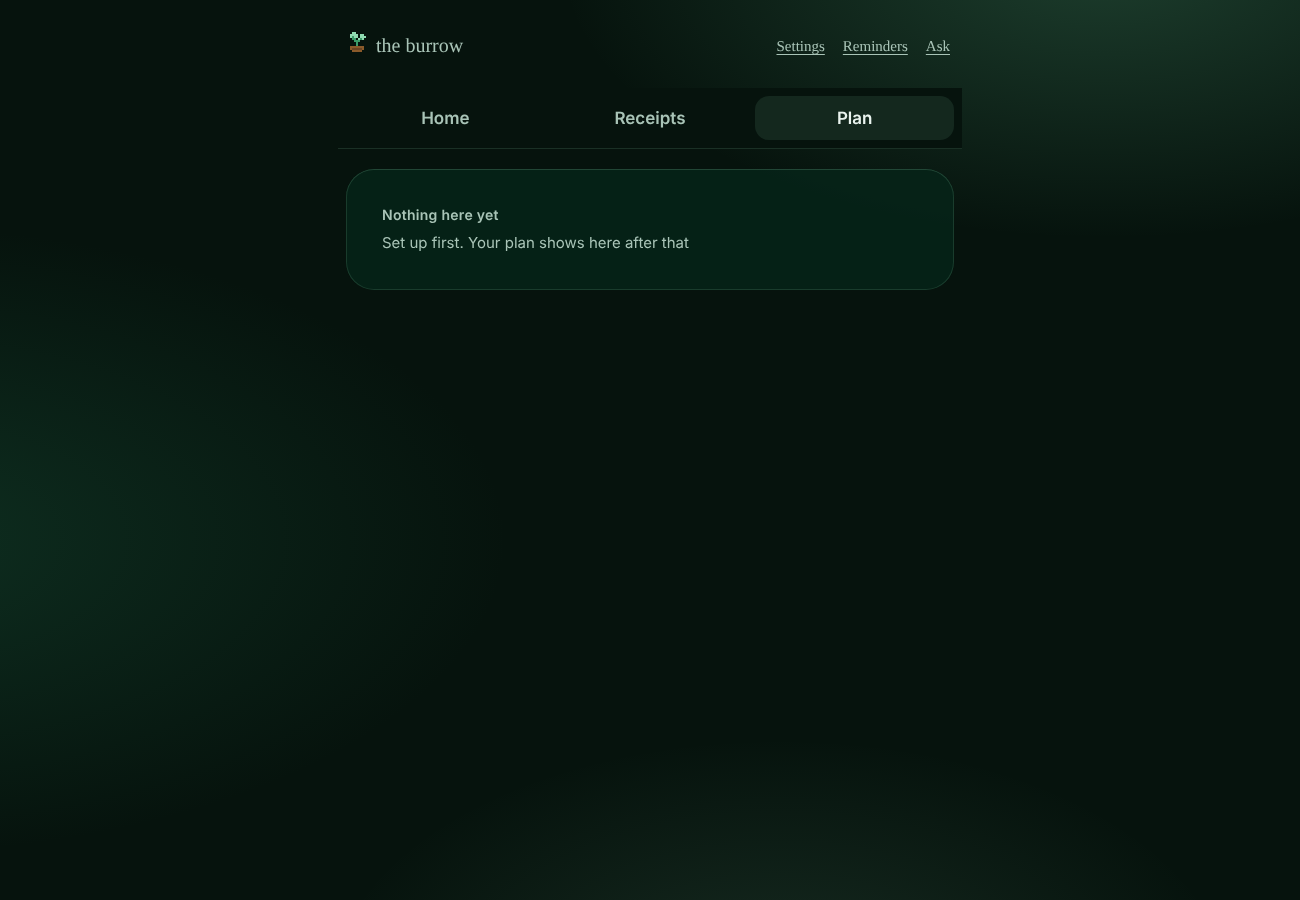 the burrow
Settings Reminders Ask
Home Receipts Plan
Nothing here yet
Set up first. Your plan shows here after that